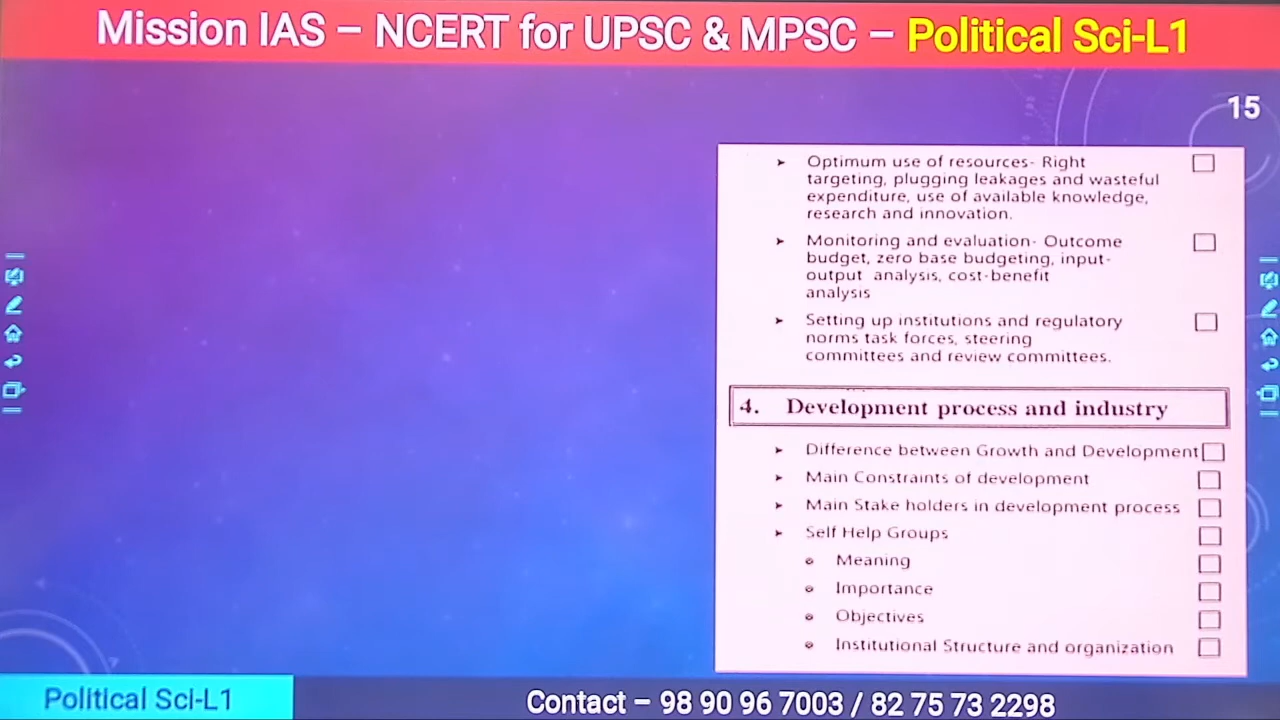 Mission IAS – NCERT for UPSC & MPSC – Political Sci-L1
15
Optimum use of resources- Right
targeting, plugging leakages and wasteful
expenditure, use of available knowledge,
research and innovation.
Monitoring and evaluation- Outcome
budget, zero base budgeting, input-
output analysis, cost-benefit
analysis
Setting up institutions and regulatory
norms task forces, steering
committees and review committees.
4. Development process and industry
Difference between Growth and Development
Main Constraints of development
Main Stake holders in development process
Self Help Groups
Meaning
Importance
Objectives
Institutional Structure and organization
Political Sci-L1
Contact – 98 90 96 7003 / 82 75 73 2298